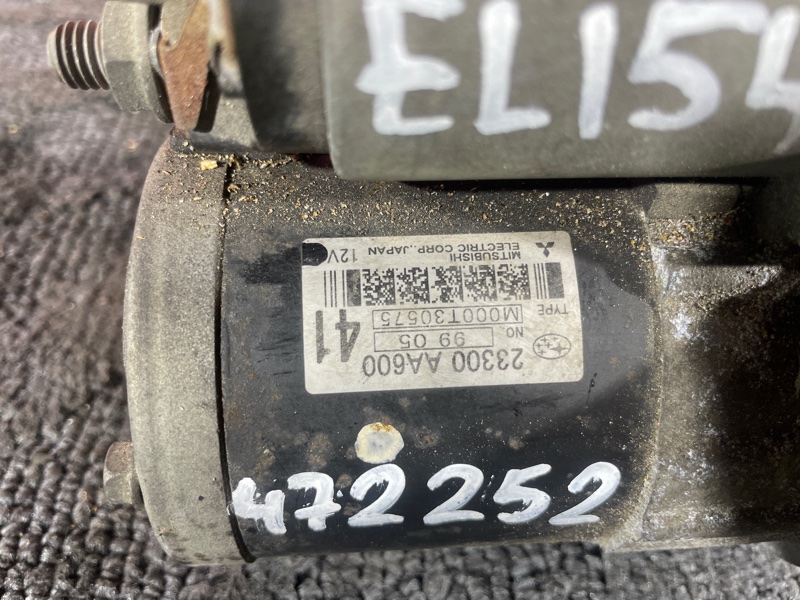 EL154
23300 AA600
NO. 99 05
41
TYPE M000T30575
MITSUBISHI
ELECTRIC CORP., JAPAN 12V
472252